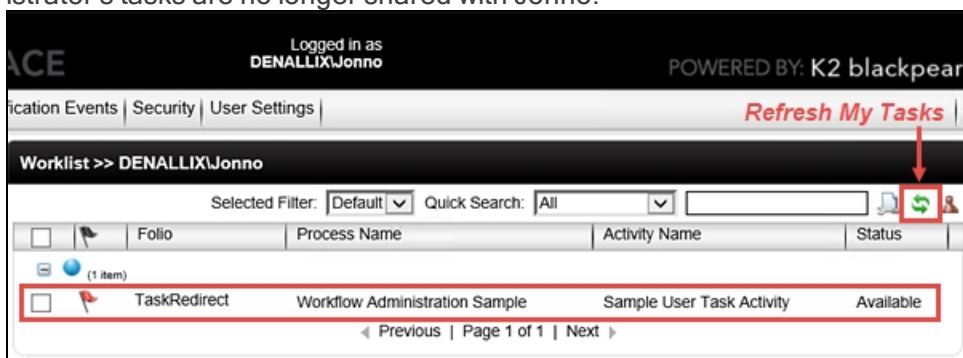 istrator's tasks are no longer shared with Jonno.
ACE
Logged in as
DENALLIX\Jonno
POWERED BY: K2 blackpear
ication Events | Security | User Settings |
Refresh My Tasks
Worklist >> DENALLIX\Jonno
Selected Filter: Default Quick Search: All
Folio Process Name Activity Name Status
(1 item)
TaskRedirect Workflow Administration Sample Sample User Task Activity Available
Previous | Page 1 of 1 | Next